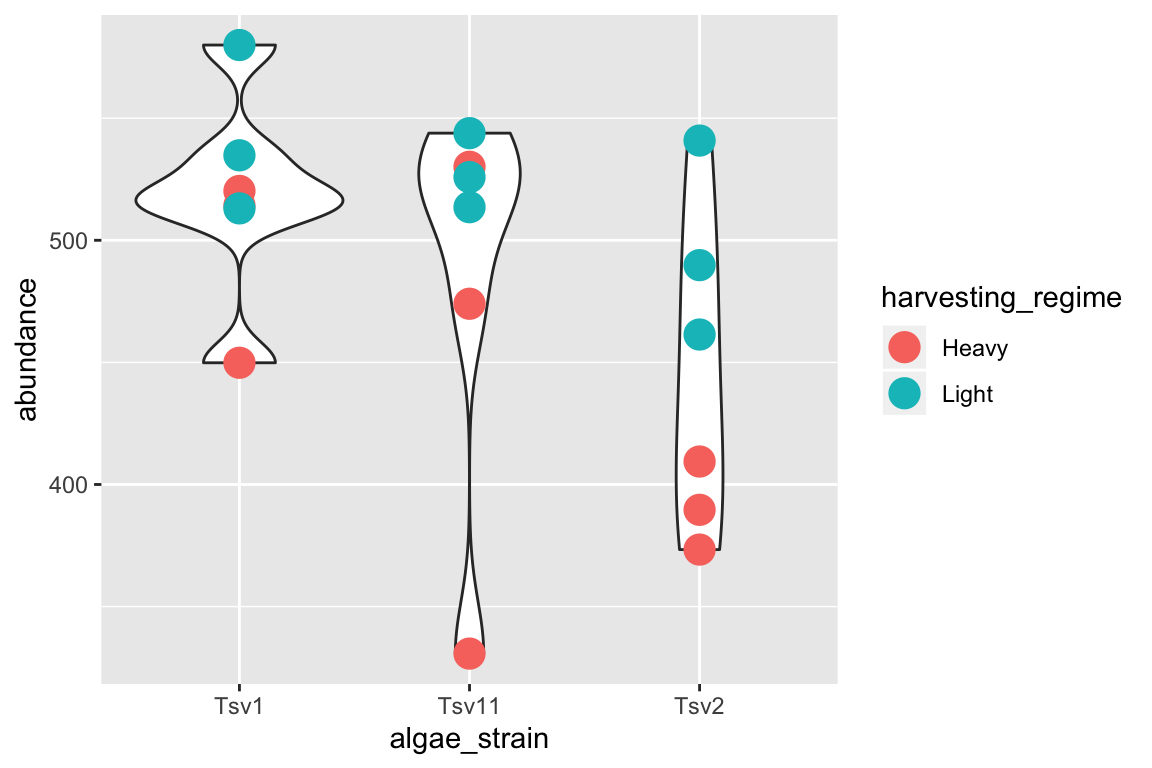 abundance
500
400
Tsv1
Tsv11
Tsv2
algae_strain
harvesting_regime
Heavy
Light